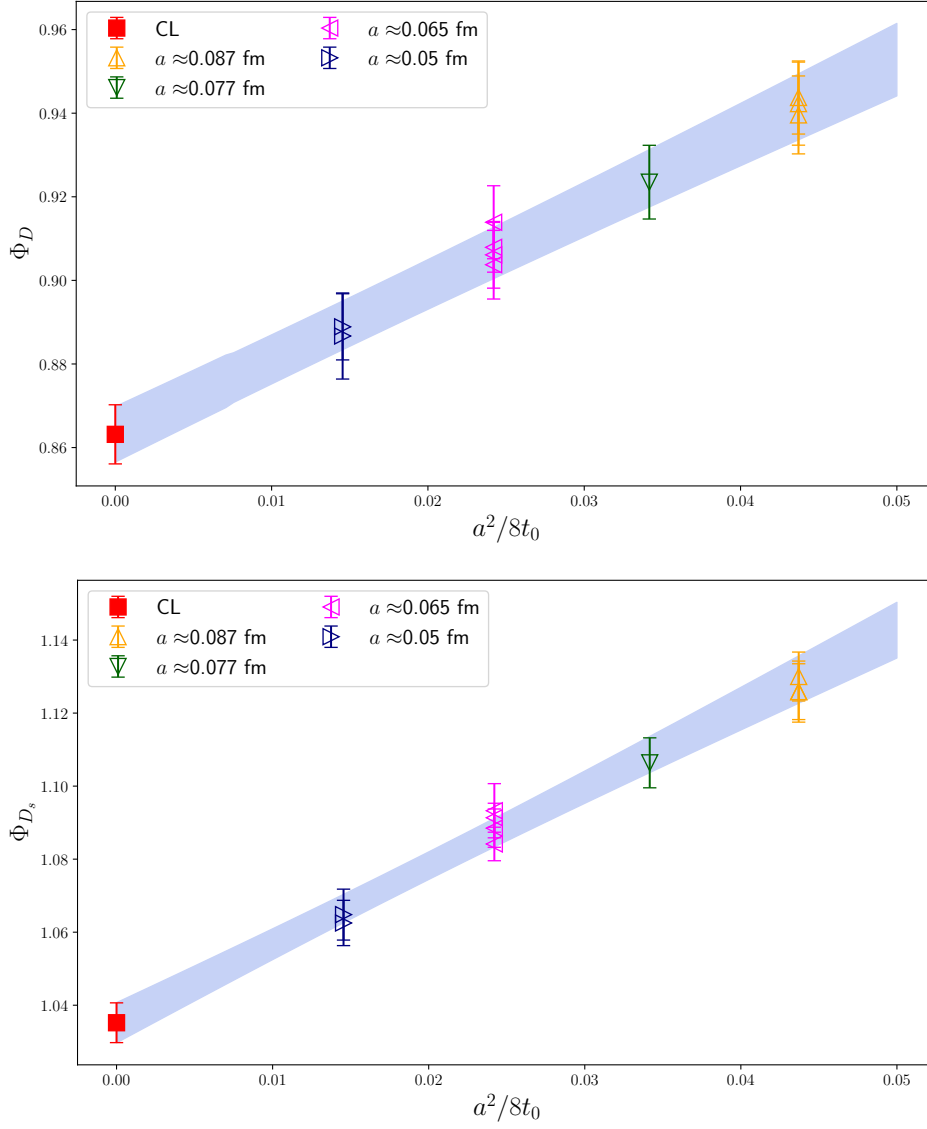 CL
a ≈0.087 fm
a ≈0.077 fm
a ≈0.065 fm
a ≈0.05 fm
0.96
0.94
0.92
0.90
0.88
0.86
Φ_D
0.00 0.01 0.02 0.03 0.04 0.05
a²/8t₀
CL
a ≈0.087 fm
a ≈0.077 fm
a ≈0.065 fm
a ≈0.05 fm
1.14
1.12
1.10
1.08
1.06
1.04
Φ_{D_s}
0.00 0.01 0.02 0.03 0.04 0.05
a²/8t₀